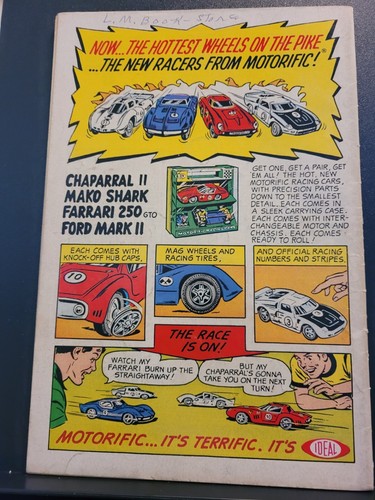 L. M. Book Store
NOW...THE HOTTEST WHEELS ON THE PIKE
...THE NEW RACERS FROM MOTORIFIC!®
CHAPARRAL II
MAKO SHARK
FARRARI 250 GTO
FORD MARK II
GET ONE, GET A PAIR, GET
EM ALL! THE HOT, NEW
MOTORIFIC RACING CARS,
WITH PRECISION PARTS
DOWN TO THE SMALLEST
DETAIL. EACH COMES IN
A SLEEK CARRYING CASE.
EACH COMES WITH INTER-
CHANGEABLE MOTOR AND
CHASSIS. EACH COMES
READY TO ROLL!
EACH COMES WITH
KNOCK-OFF HUB CAPS,
10
MAG WHEELS AND
RACING TIRES,
AND OFFICIAL RACING
NUMBERS AND STRIPES.
3
THE RACE
IS ON!
WATCH MY
FARRARI BURN UP THE
STRAIGHTAWAY!
BUT MY
CHAPARRAL'S GONNA
TAKE YOU ON THE NEXT
TURN!
MOTORIFIC... IT'S TERRIFIC. IT'S IDEAL